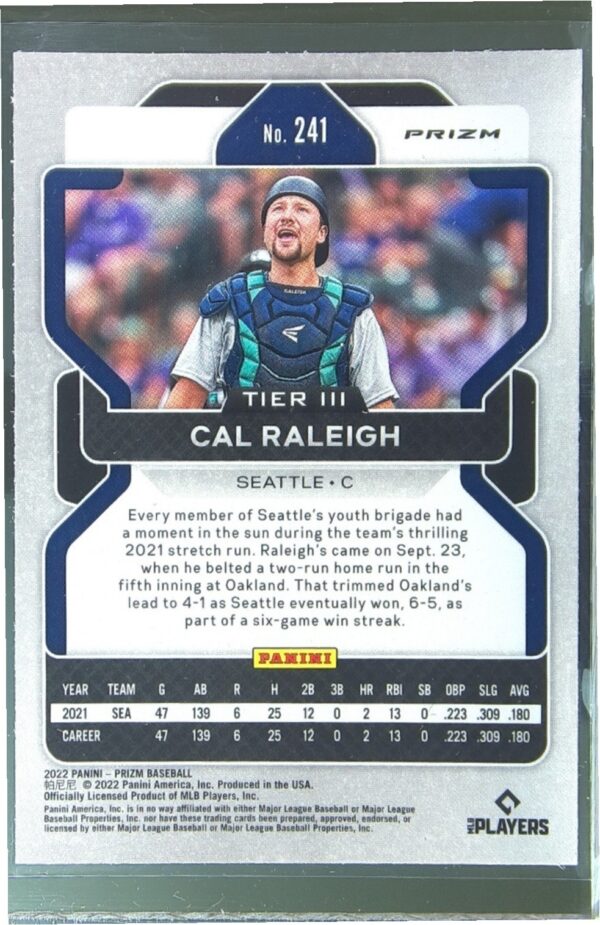 No. 241
PRIZM
RALEIGH
TIER III
CAL RALEIGH
SEATTLE • C
Every member of Seattle's youth brigade had
a moment in the sun during the team's thrilling
2021 stretch run. Raleigh's came on Sept. 23,
when he belted a two-run home run in the
fifth inning at Oakland. That trimmed Oakland's
lead to 4-1 as Seattle eventually won, 6-5, as
part of a six-game win streak.
PANINI
YEAR TEAM G AB R H 2B 3B HR RBI SB OBP SLG AVG
2021 SEA 47 139 6 25 12 0 2 13 0 .223 .309 .180
CAREER 47 139 6 25 12 0 2 13 0 .223 .309 .180
2022 PANINI – PRIZM BASEBALL
帕尼尼 © 2022 Panini America, Inc. Produced in the USA.
Officially Licensed Product of MLB Players, Inc.
Panini America, Inc. is in no way affiliated with either Major League Baseball or Major League
Baseball Properties, Inc. nor have these trading cards been prepared, approved, endorsed, or
licensed by either Major League Baseball or Major League Baseball Properties, Inc.
MLB PLAYERS